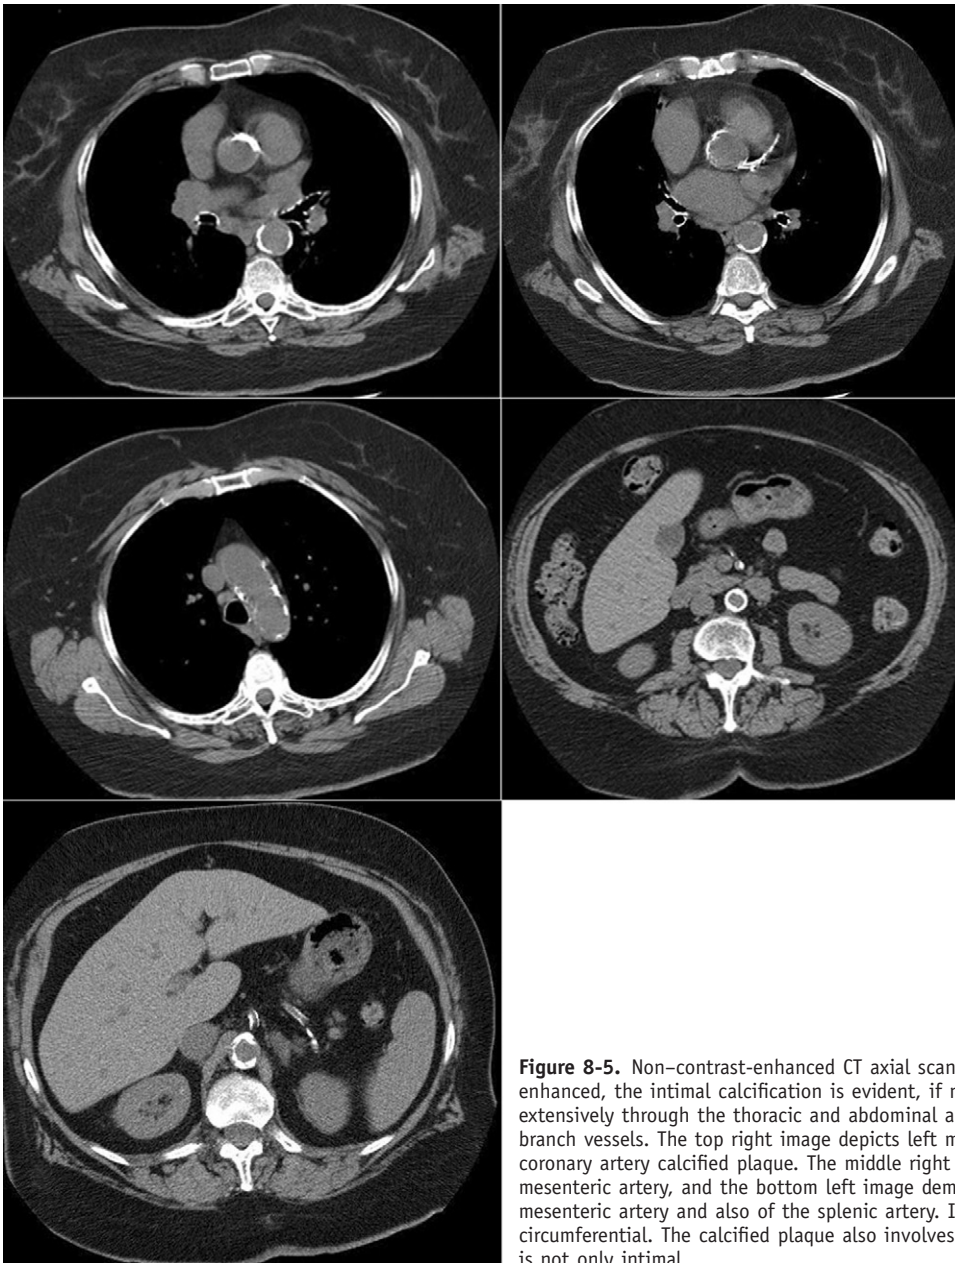 Figure 8-5. Non–contrast-enhanced CT axial scan
enhanced, the intimal calcification is evident, if
extensively through the thoracic and abdominal
branch vessels. The top right image depicts left
coronary artery calcified plaque. The middle right
mesenteric artery, and the bottom left image
mesenteric artery and also of the splenic artery.
circumferential. The calcified plaque also involves
is not only intimal